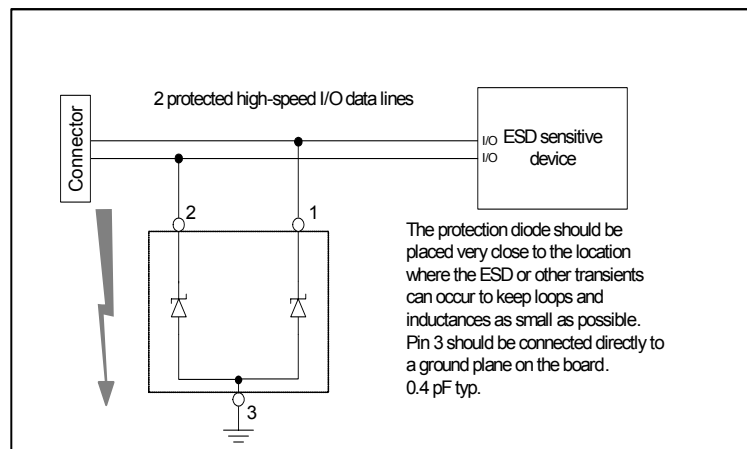 2 protected high-speed I/O data lines
Connector
I/O
I/O
ESD sensitive
device
2
1
3
The protection diode should be
placed very close to the location
where the ESD or other transients
can occur to keep loops and
inductances as small as possible.
Pin 3 should be connected directly to
a ground plane on the board.
0.4 pF typ.